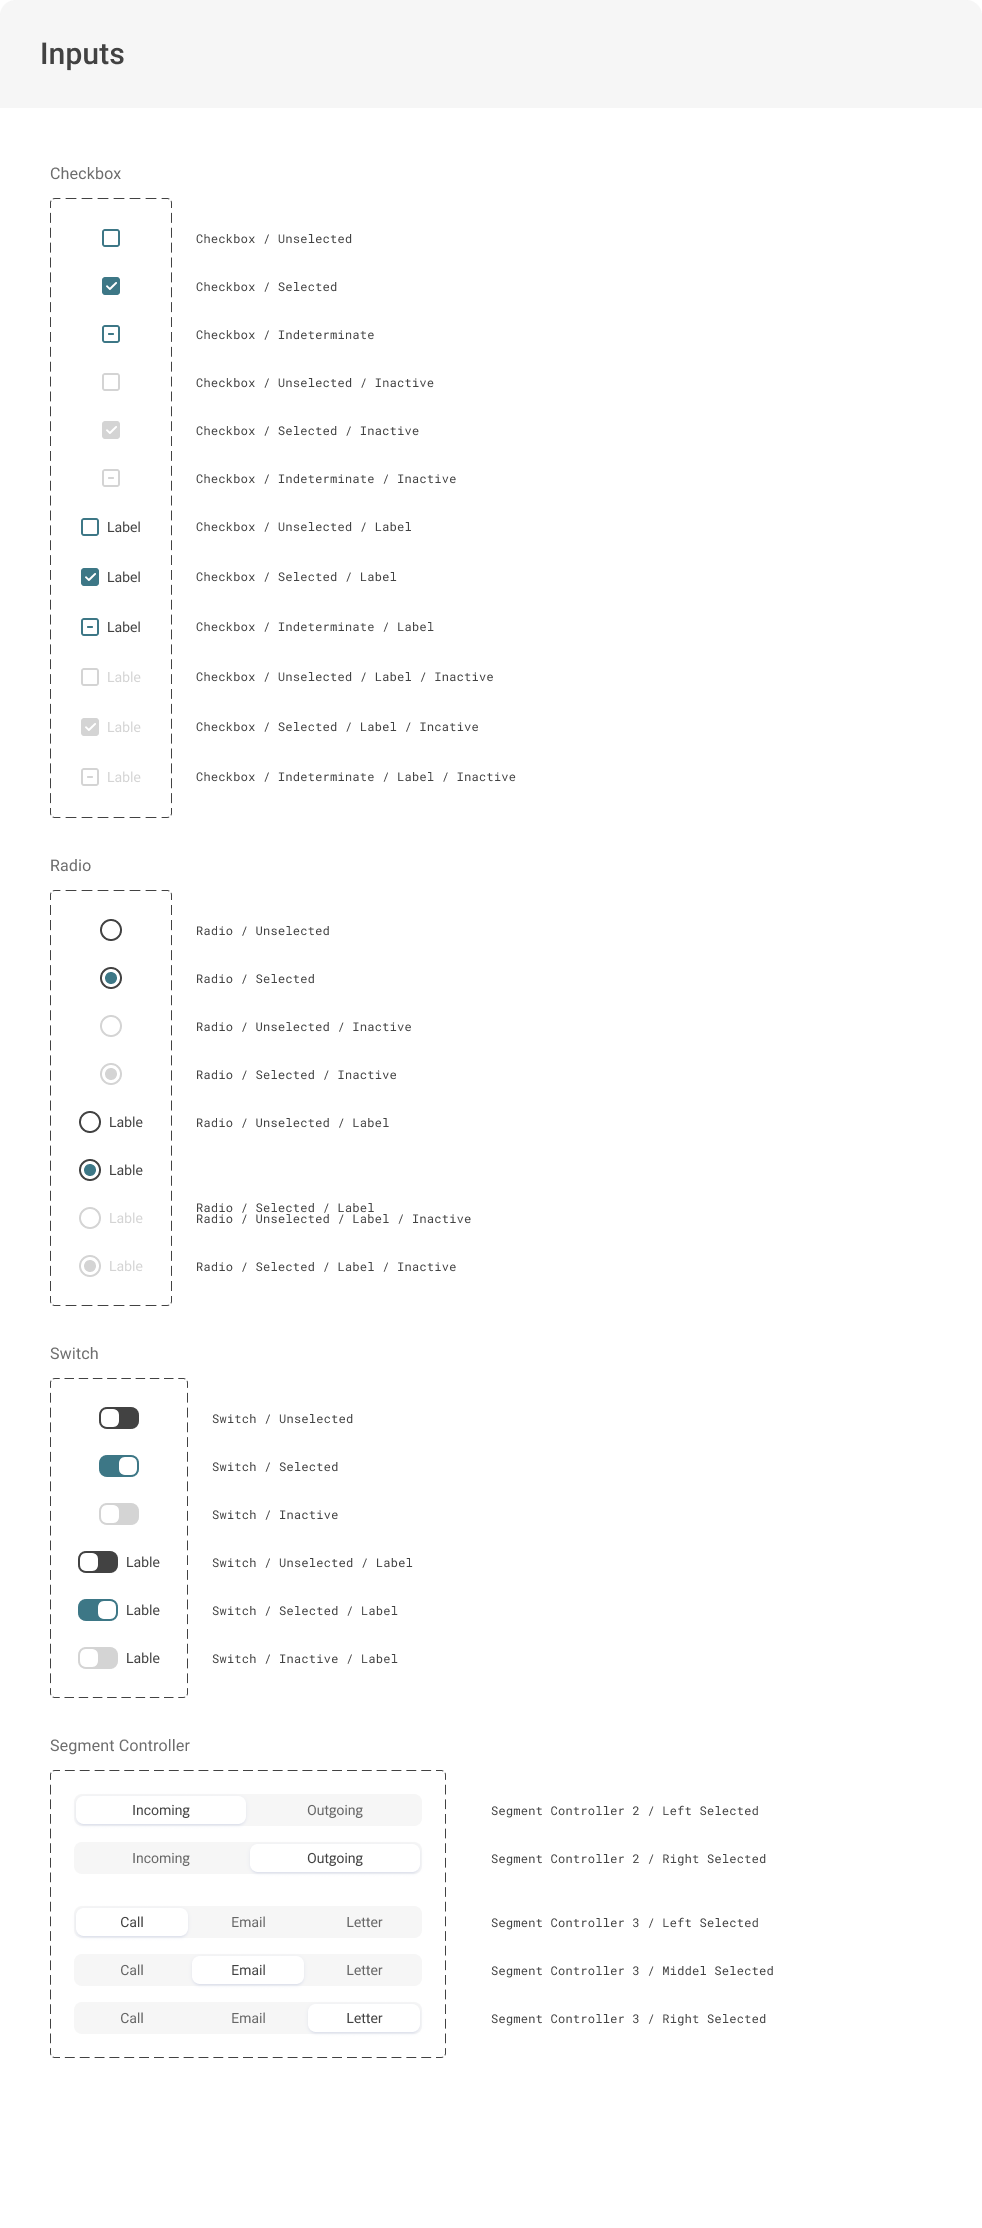 Inputs
Checkbox
Checkbox / Unselected
Checkbox / Selected
Checkbox / Indeterminate
Checkbox / Unselected / Inactive
Checkbox / Selected / Inactive
Checkbox / Indeterminate / Inactive
Label Checkbox / Unselected / Label
Label Checkbox / Selected / Label
Label Checkbox / Indeterminate / Label
Lable Checkbox / Unselected / Label / Inactive
Lable Checkbox / Selected / Label / Incative
Lable Checkbox / Indeterminate / Label / Inactive
Radio
Radio / Unselected
Radio / Selected
Radio / Unselected / Inactive
Radio / Selected / Inactive
Lable Radio / Unselected / Label
Lable
Radio / Selected / Label
Lable Radio / Unselected / Label / Inactive
Lable Radio / Selected / Label / Inactive
Switch
Switch / Unselected
Switch / Selected
Switch / Inactive
Lable Switch / Unselected / Label
Lable Switch / Selected / Label
Lable Switch / Inactive / Label
Segment Controller
Incoming Outgoing Segment Controller 2 / Left Selected
Incoming Outgoing Segment Controller 2 / Right Selected
Call Email Letter Segment Controller 3 / Left Selected
Call Email Letter Segment Controller 3 / Middel Selected
Call Email Letter Segment Controller 3 / Right Selected